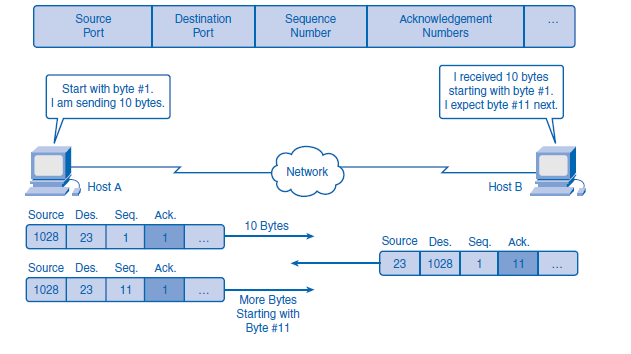 Source Port
Destination Port
Sequence Number
Acknowledgement Numbers
...
Start with byte #1.
I am sending 10 bytes.
I received 10 bytes
starting with byte #1.
I expect byte #11 next.
Network
Host A
Host B
Source Des. Seq. Ack.
1028 23 1 1 ...
10 Bytes
Source Des. Seq. Ack.
23 1028 1 11 ...
Source Des. Seq. Ack.
1028 23 11 1 ...
More Bytes
Starting with
Byte #11